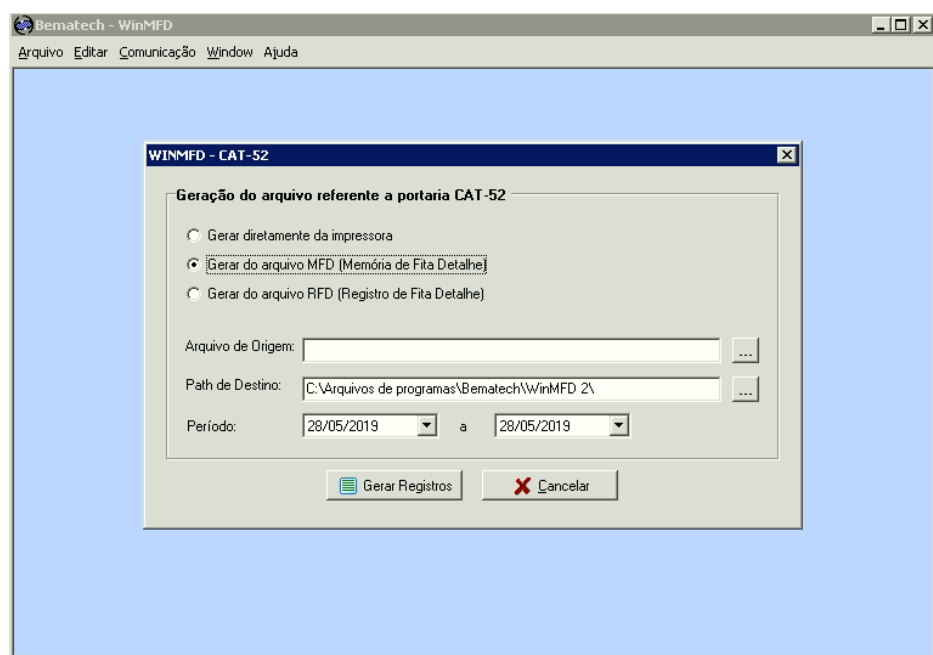 Bematech - WinMFD
Arquivo Editar Comunicação Window Ajuda
WINMFD - CAT-52
Geração do arquivo referente a portaria CAT-52
Gerar diretamente da impressora
Gerar do arquivo MFD (Memória de Fita Detalhe)
Gerar do arquivo RFD (Registro de Fita Detalhe)
Arquivo de Origem: ...
Path de Destino: C:\Arquivos de programas\Bematech\WinMFD 2\ ...
Período: 28/05/2019 a 28/05/2019
Gerar Registros Cancelar